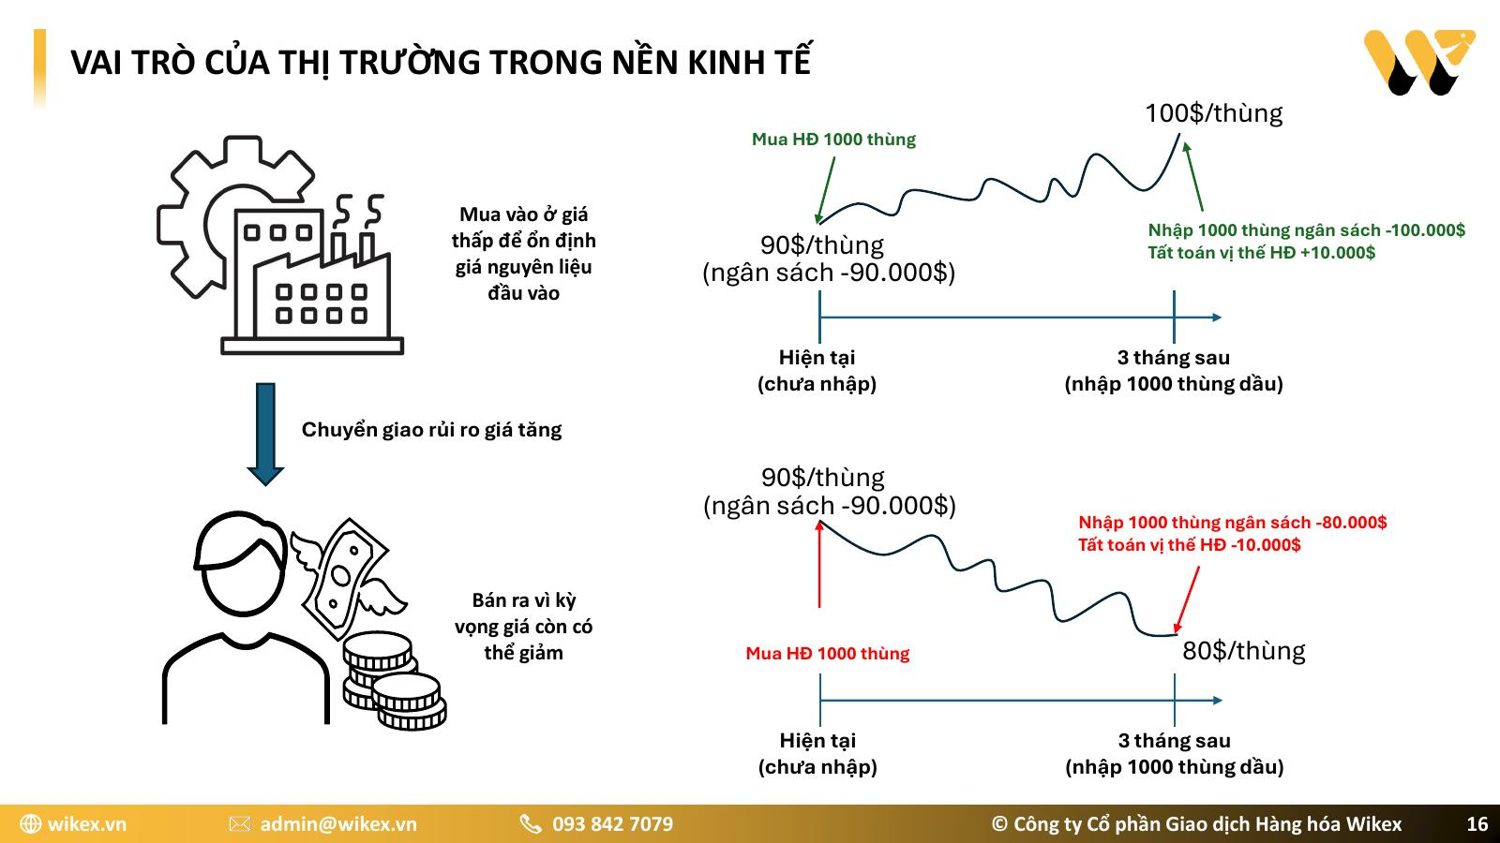 VAI TRÒ CỦA THỊ TRƯỜNG TRONG NỀN KINH TẾ
Mua vào ở giá
thấp để ổn định
giá nguyên liệu
đầu vào
Chuyển giao rủi ro giá tăng
Bán ra vì kỳ
vọng giá còn có
thể giảm
100$/thùng
Mua HĐ 1000 thùng
90$/thùng
(ngân sách -90.000$)
Nhập 1000 thùng ngân sách -100.000$
Tất toán vị thế HĐ +10.000$
Hiện tại
(chưa nhập)
3 tháng sau
(nhập 1000 thùng dầu)
90$/thùng
(ngân sách -90.000$)
Nhập 1000 thùng ngân sách -80.000$
Tất toán vị thế HĐ -10.000$
Mua HĐ 1000 thùng
80$/thùng
Hiện tại
(chưa nhập)
3 tháng sau
(nhập 1000 thùng dầu)
wikex.vn
admin@wikex.vn
093 842 7079
© Công ty Cổ phần Giao dịch Hàng hóa Wikex
16